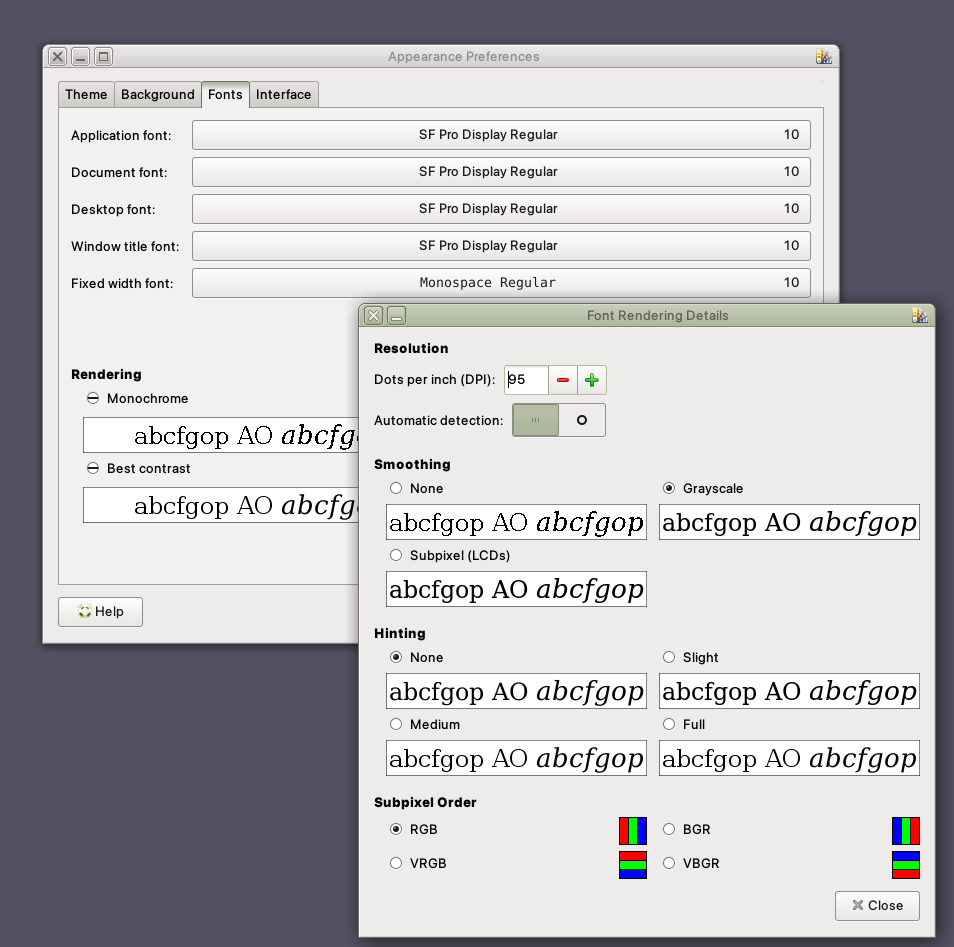 Appearance Preferences
Theme Background Fonts Interface
Application font: SF Pro Display Regular 10
Document font: SF Pro Display Regular 10
Desktop font: SF Pro Display Regular 10
Window title font: SF Pro Display Regular 10
Fixed width font: Monospace Regular 10
Rendering
Monochrome
abcfgop AO abcfg
Best contrast
abcfgop AO abcfg
Help
Font Rendering Details
Resolution
Dots per inch (DPI): 95
Automatic detection:
Smoothing
None Grayscale
abcfgop AO abcfgop abcfgop AO abcfgop
Subpixel (LCDs)
abcfgop AO abcfgop
Hinting
None Slight
abcfgop AO abcfgop abcfgop AO abcfgop
Medium Full
abcfgop AO abcfgop abcfgop AO abcfgop
Subpixel Order
RGB BGR
VRGB VBGR
Close